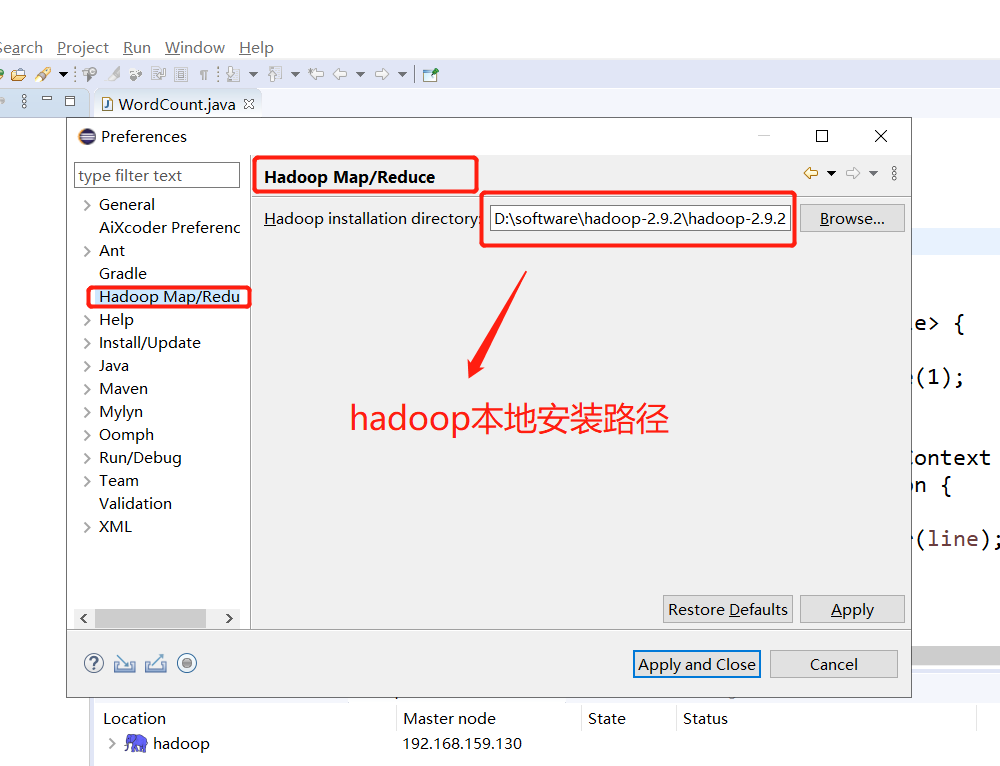 Search Project Run Window Help
WordCount.java
Preferences
type filter text
Hadoop Map/Reduce
General
Hadoop installation directory:
D:\software\hadoop-2.9.2\hadoop-2.9.2
Browse...
AiXcoder Preferenc
Ant
Gradle
Hadoop Map/Redu
Help
Install/Update
Java
Maven
Mylyn
Oomph
Run/Debug
Team
Validation
XML
hadoop本地安装路径
e> {
(1);
Context
n {
(line);
Restore Defaults
Apply
Apply and Close
Cancel
Location Master node State Status
hadoop 192.168.159.130